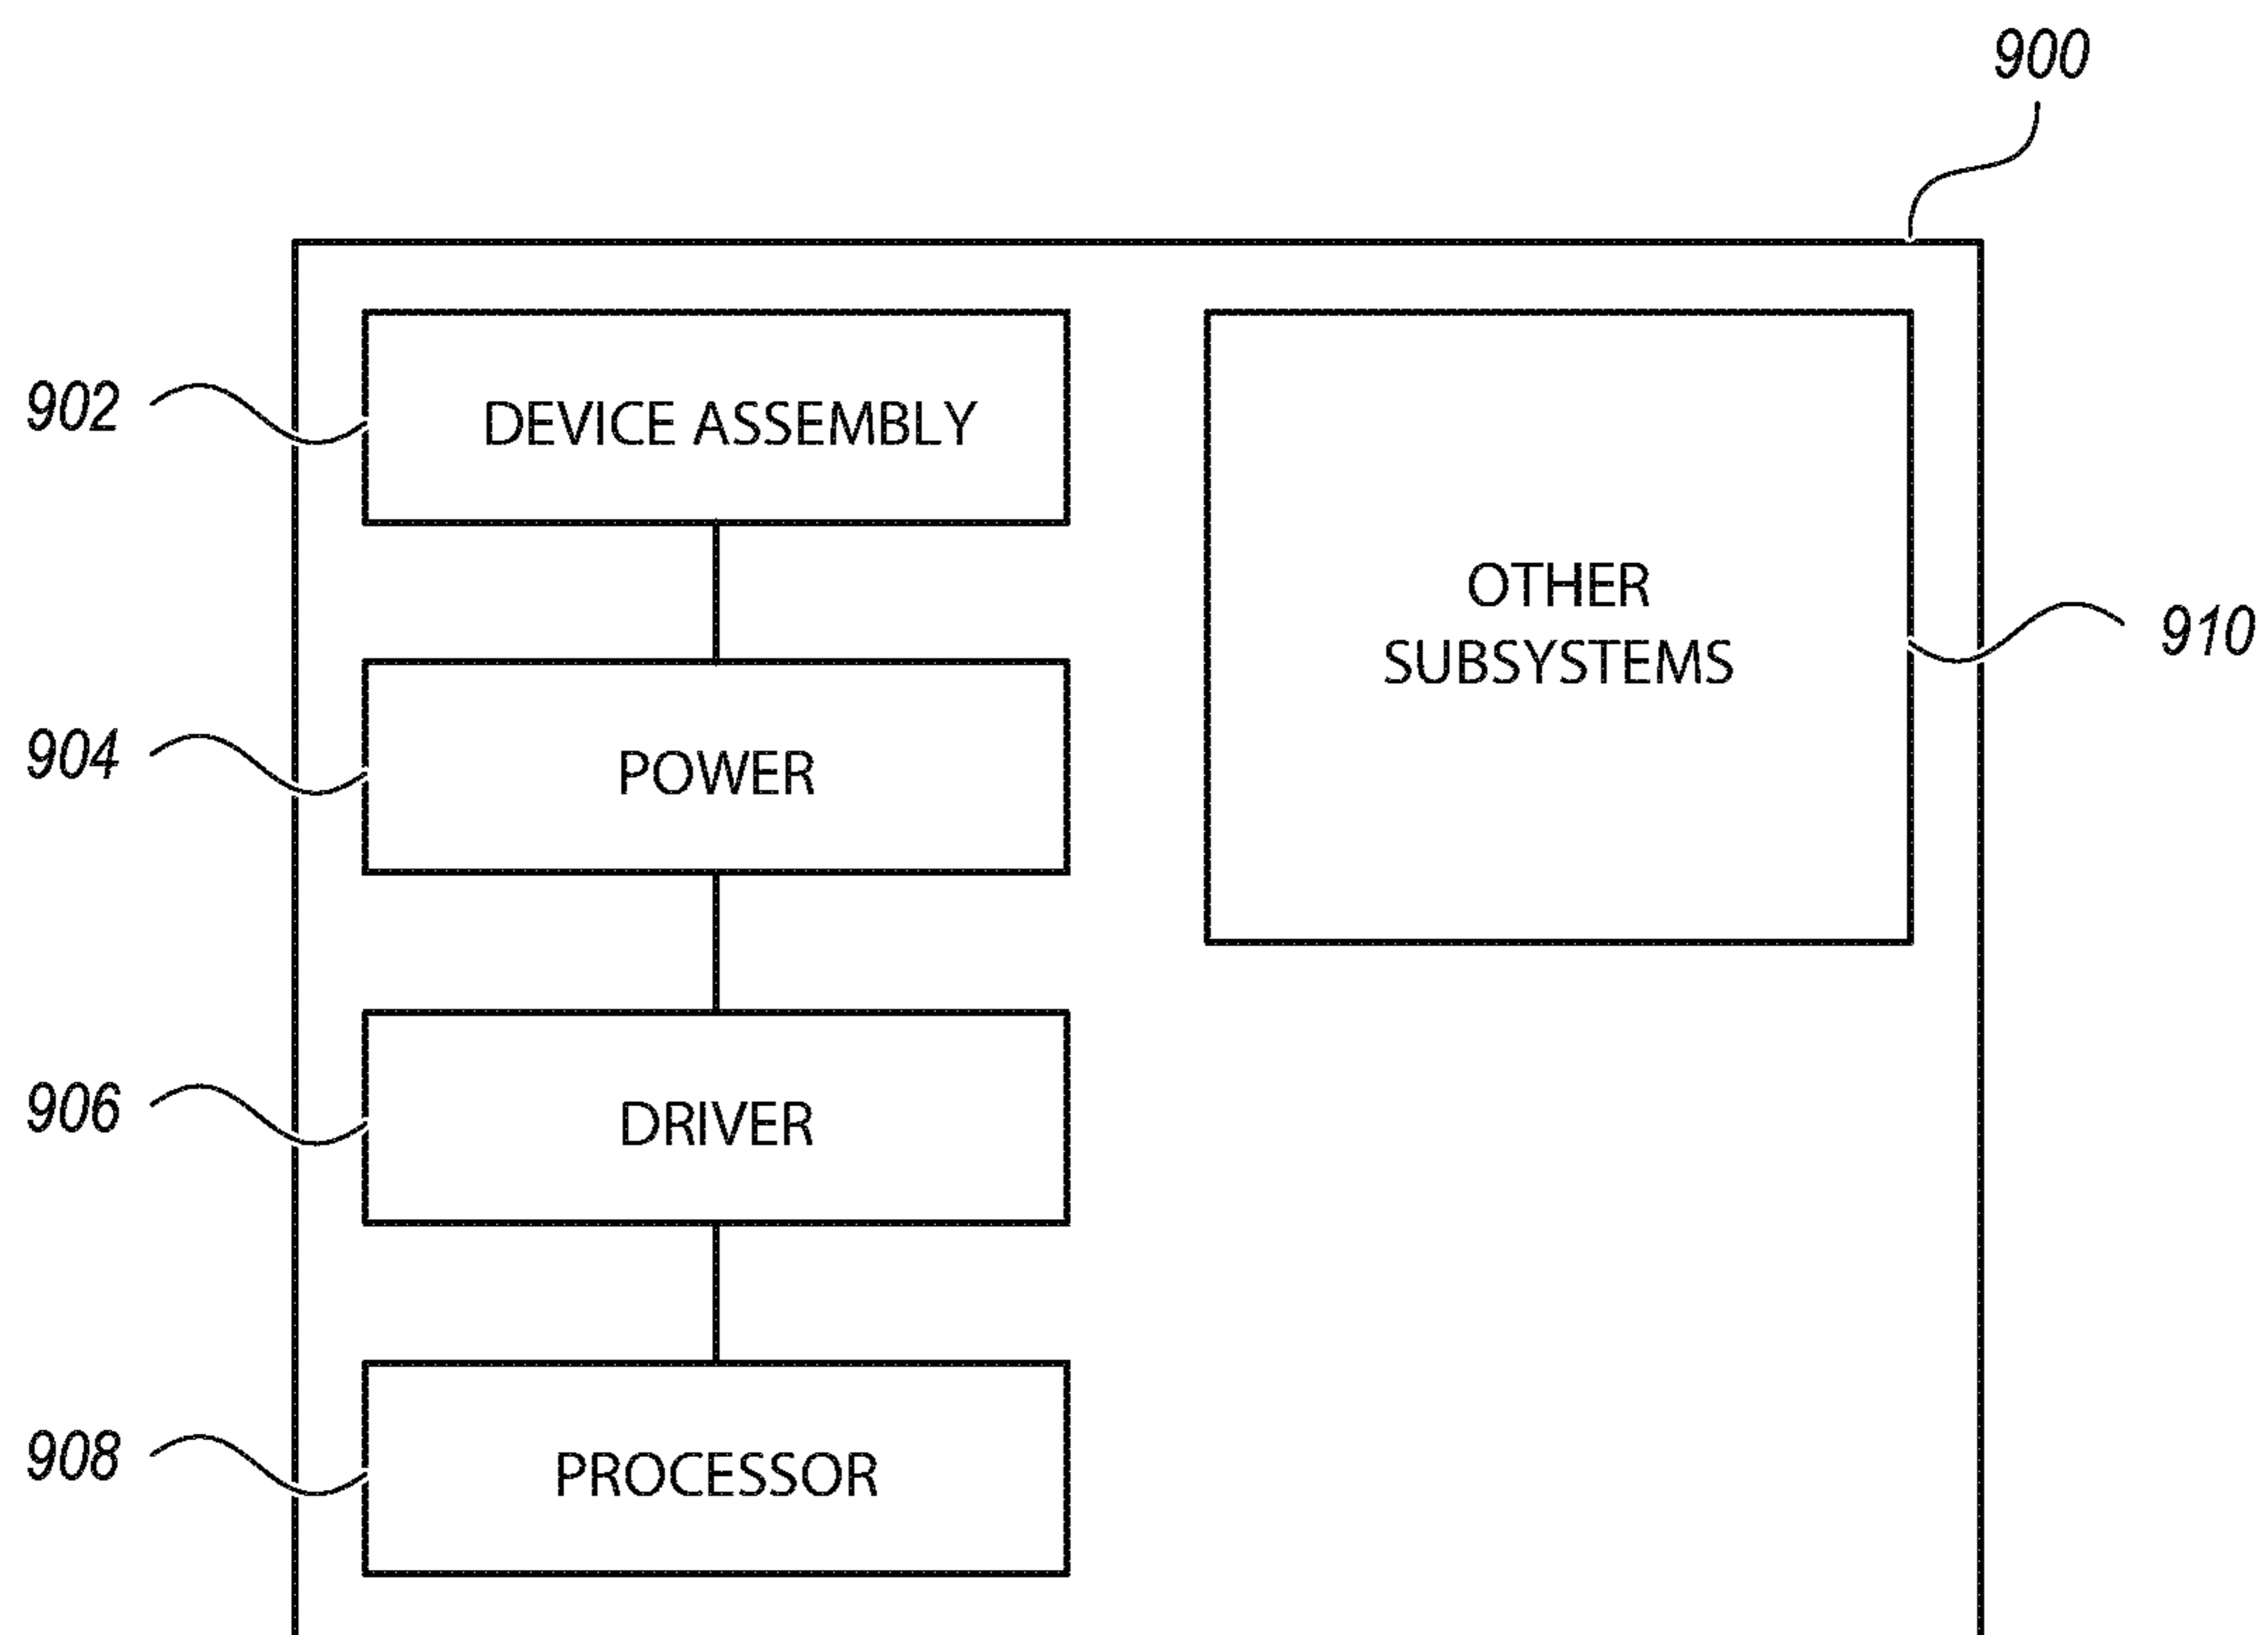 900
902
DEVICE ASSEMBLY
OTHER
SUBSYSTEMS
910
904
POWER
906
DRIVER
908
PROCESSOR